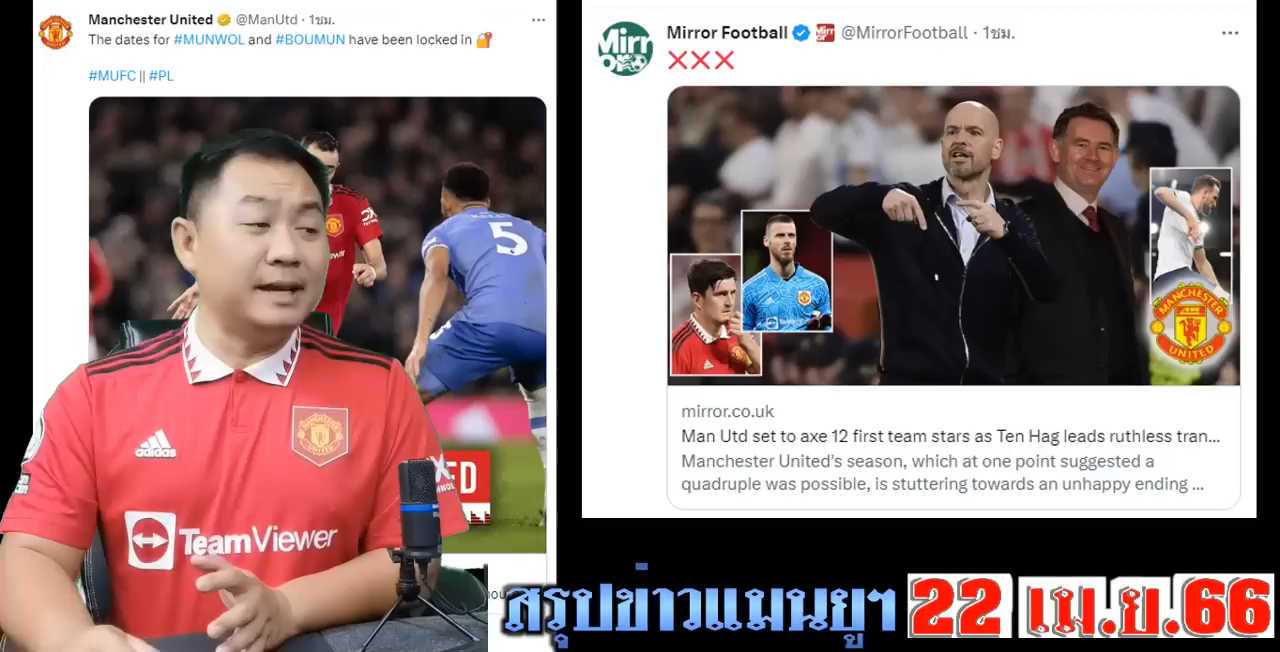 Manchester United @ManUtd · 1ชม.
The dates for #MUNWOL and #BOUMUN have been locked in
#MUFC || #PL
5
adidas
MANCHESTER
UNITED
TeamViewer
Mirror Football @MirrorFootball · 1ชม.
MANCHESTER
UNITED
mirror.co.uk
Man Utd set to axe 12 first team stars as Ten Hag leads ruthless tran...
Manchester United's season, which at one point suggested a
quadruple was possible, is stuttering towards an unhappy ending ...
สรุปข่าวแมนยูฯ 22 เม.ย.66